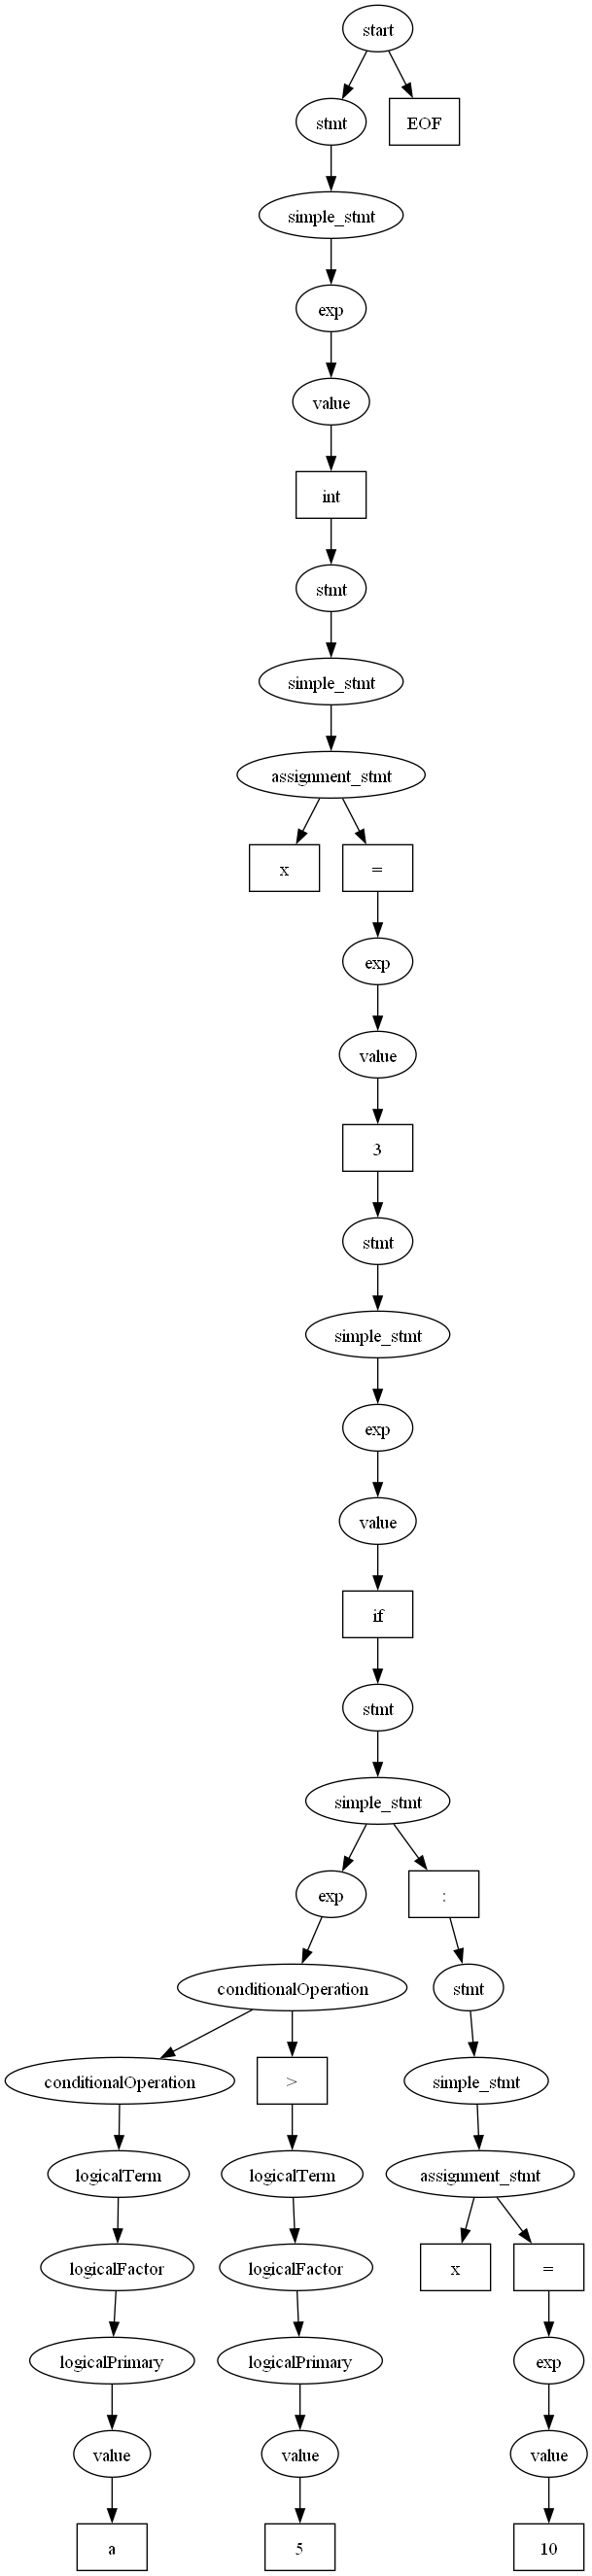 start
stmt
EOF
simple_stmt
exp
value
int
stmt
simple_stmt
assignment_stmt
x
=
exp
value
3
stmt
simple_stmt
exp
value
if
stmt
simple_stmt
exp
:
conditionalOperation
stmt
conditionalOperation
>
simple_stmt
logicalTerm
logicalTerm
assignment_stmt
logicalFactor
logicalFactor
x
=
logicalPrimary
logicalPrimary
exp
value
value
value
a
5
10